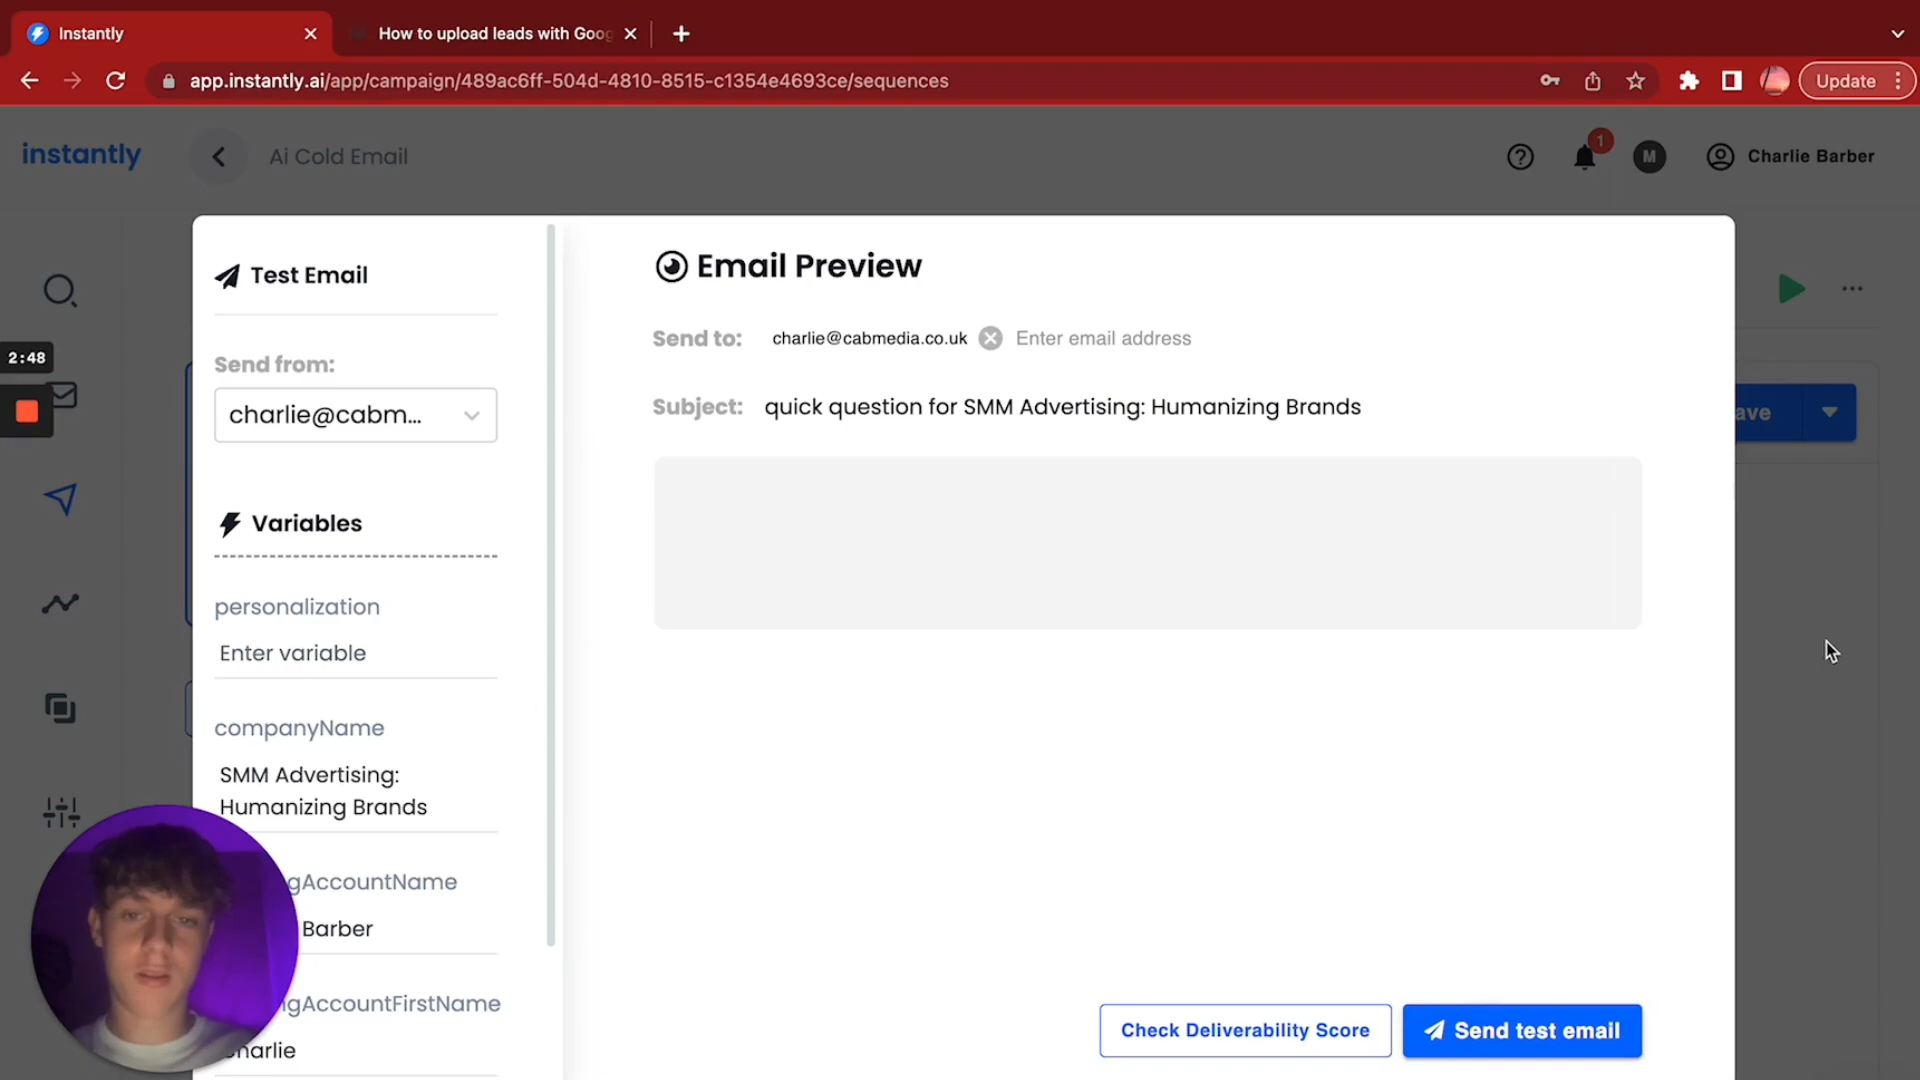 Instantly
How to upload leads with Goog
app.instantly.ai/app/campaign/489ac6ff-504d-4810-8515-c1354e4693ce/sequences
Update
instantly
Ai Cold Email
1
M
Charlie Barber
Test Email
Email Preview
Send to: charlie@cabmedia.co.uk Enter email address
2:48
Send from:
charlie@cabm...
Subject: quick question for SMM Advertising: Humanizing Brands
ave
Variables
personalization
Enter variable
companyName
SMM Advertising:
Humanizing Brands
gAccountName
Barber
gAccountFirstName
Charlie
Check Deliverability Score
Send test email